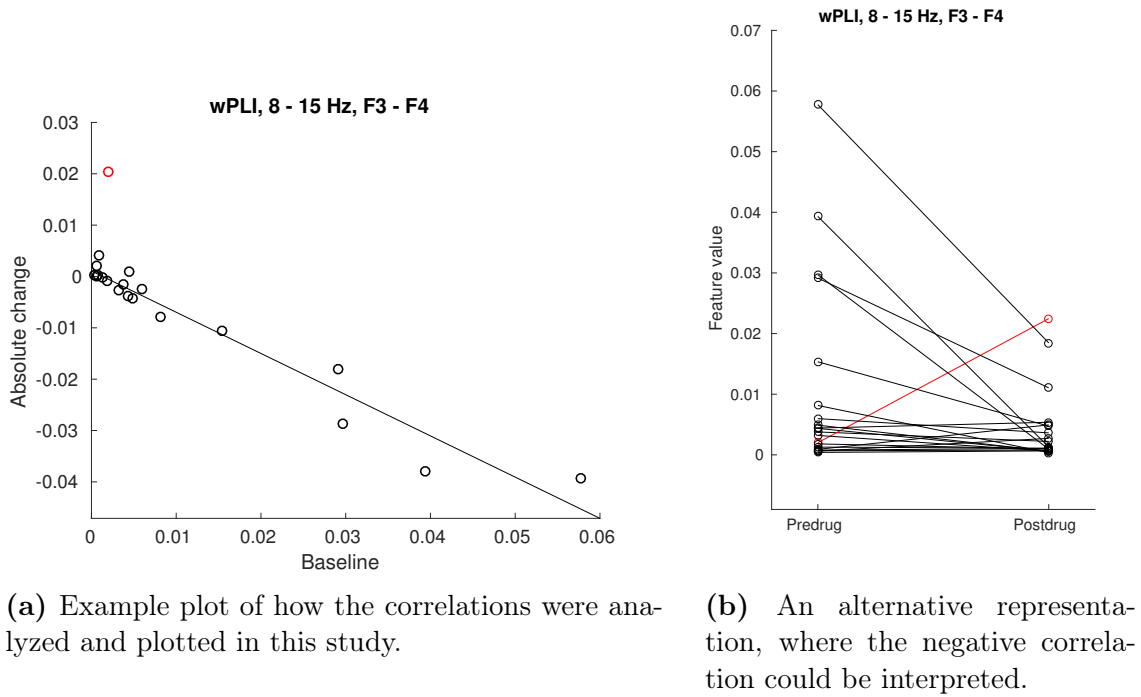 wPLI, 8 - 15 Hz, F3 - F4
0.03
0.02
0.01
0
-0.01
-0.02
-0.03
-0.04
Absolute change
0 0.01 0.02 0.03 0.04 0.05 0.06
Baseline
(a) Example plot of how the correlations were ana-
lyzed and plotted in this study.
wPLI, 8 - 15 Hz, F3 - F4
0.07
0.06
0.05
0.04
0.03
0.02
0.01
0
Feature value
Predrug Postdrug
(b) An alternative representa-
tion, where the negative correla-
tion could be interpreted.